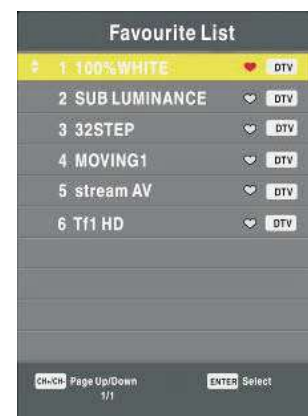 Favourite List
1 100%WHITE DTV
2 SUB LUMINANCE DTV
3 32STEP DTV
4 MOVING1 DTV
5 stream AV DTV
6 Tf1 HD DTV
CH+/CH- Page Up/Down ENTER Select
1/1